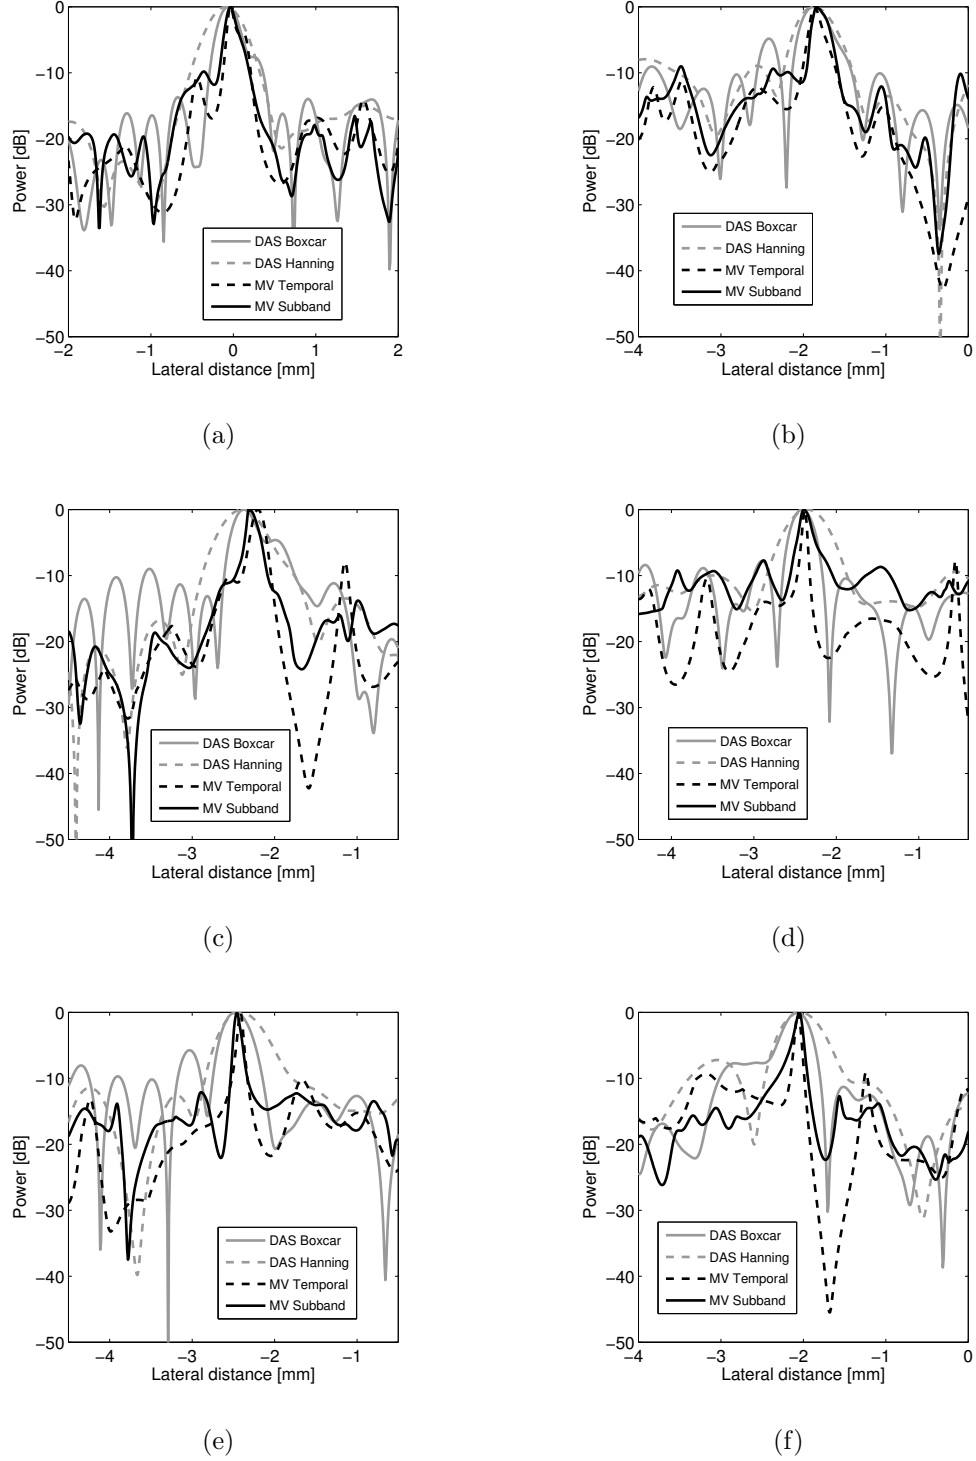 0
−10
−20
−30
−40
−50
−2
−1
0
1
2
Power [dB]
Lateral distance [mm]
DAS Boxcar
DAS Hanning
MV Temporal
MV Subband
(a)
0
−10
−20
−30
−40
−50
−4
−3
−2
−1
0
Power [dB]
Lateral distance [mm]
DAS Boxcar
DAS Hanning
MV Temporal
MV Subband
(b)
0
−10
−20
−30
−40
−50
−4
−3
−2
−1
Power [dB]
Lateral distance [mm]
DAS Boxcar
DAS Hanning
MV Temporal
MV Subband
(c)
0
−10
−20
−30
−40
−50
−4
−3
−2
−1
Power [dB]
Lateral distance [mm]
DAS Boxcar
DAS Hanning
MV Temporal
MV Subband
(d)
0
−10
−20
−30
−40
−50
−4
−3
−2
−1
Power [dB]
Lateral distance [mm]
DAS Boxcar
DAS Hanning
MV Temporal
MV Subband
(e)
0
−10
−20
−30
−40
−50
−4
−3
−2
−1
0
Power [dB]
Lateral distance [mm]
DAS Boxcar
DAS Hanning
MV Temporal
MV Subband
(f)